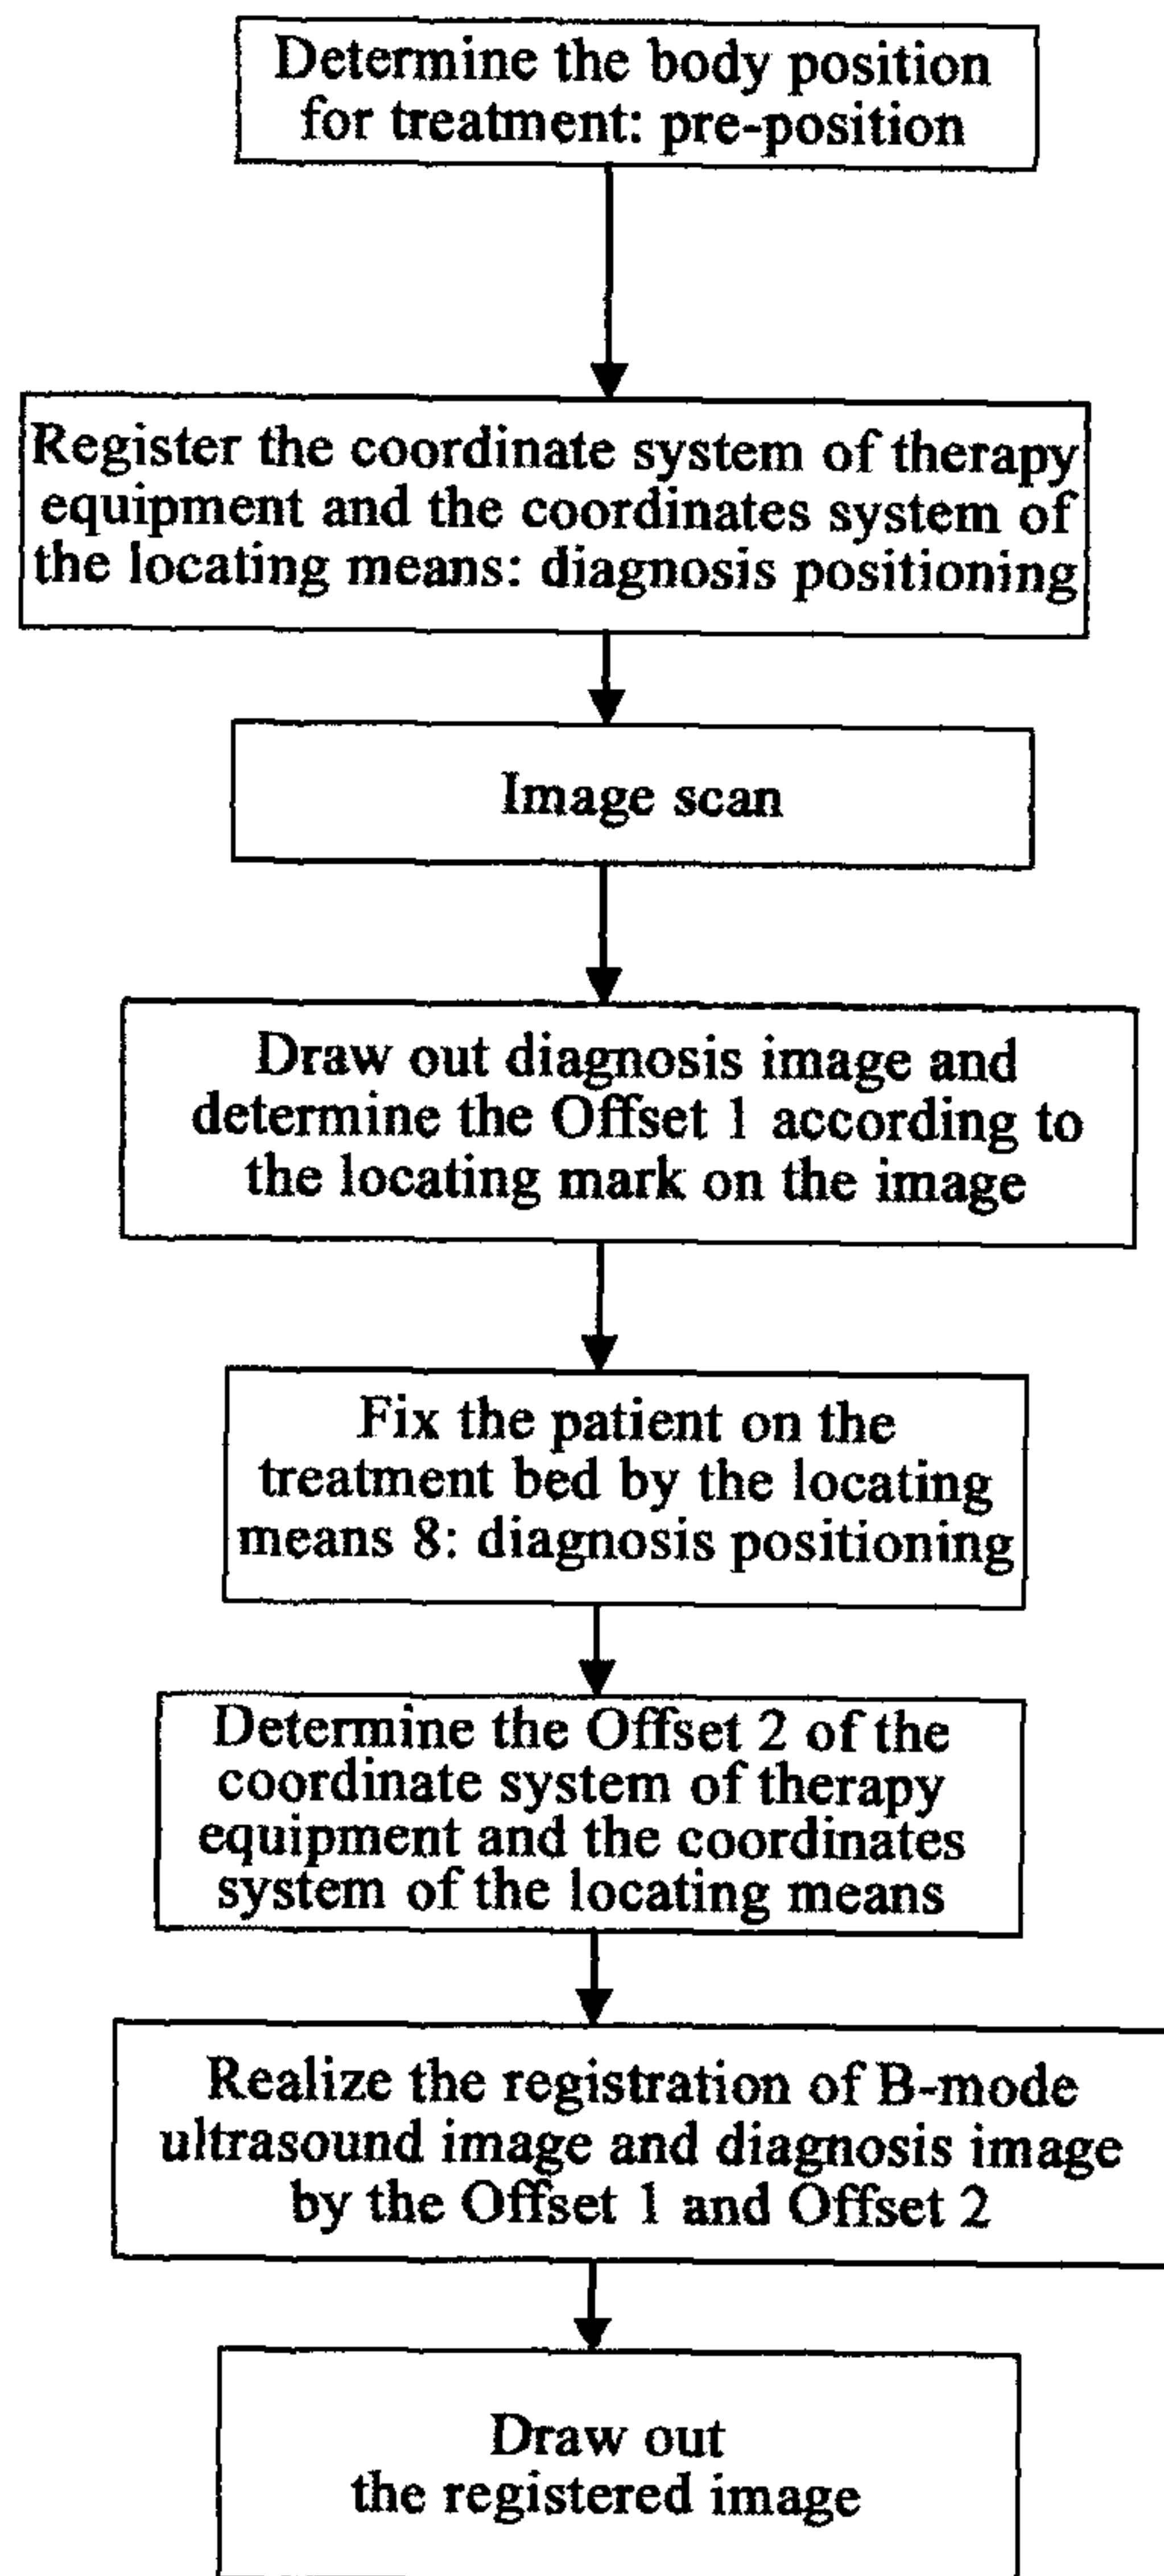 Determine the body position
for treatment: pre-position
Register the coordinate system of therapy
equipment and the coordinates system of
the locating means: diagnosis positioning
Image scan
Draw out diagnosis image and
determine the Offset 1 according to
the locating mark on the image
Fix the patient on the
treatment bed by the locating
means 8: diagnosis positioning
Determine the Offset 2 of the
coordinate system of therapy
equipment and the coordinates
system of the locating means
Realize the registration of B-mode
ultrasound image and diagnosis image
by the Offset 1 and Offset 2
Draw out
the registered image